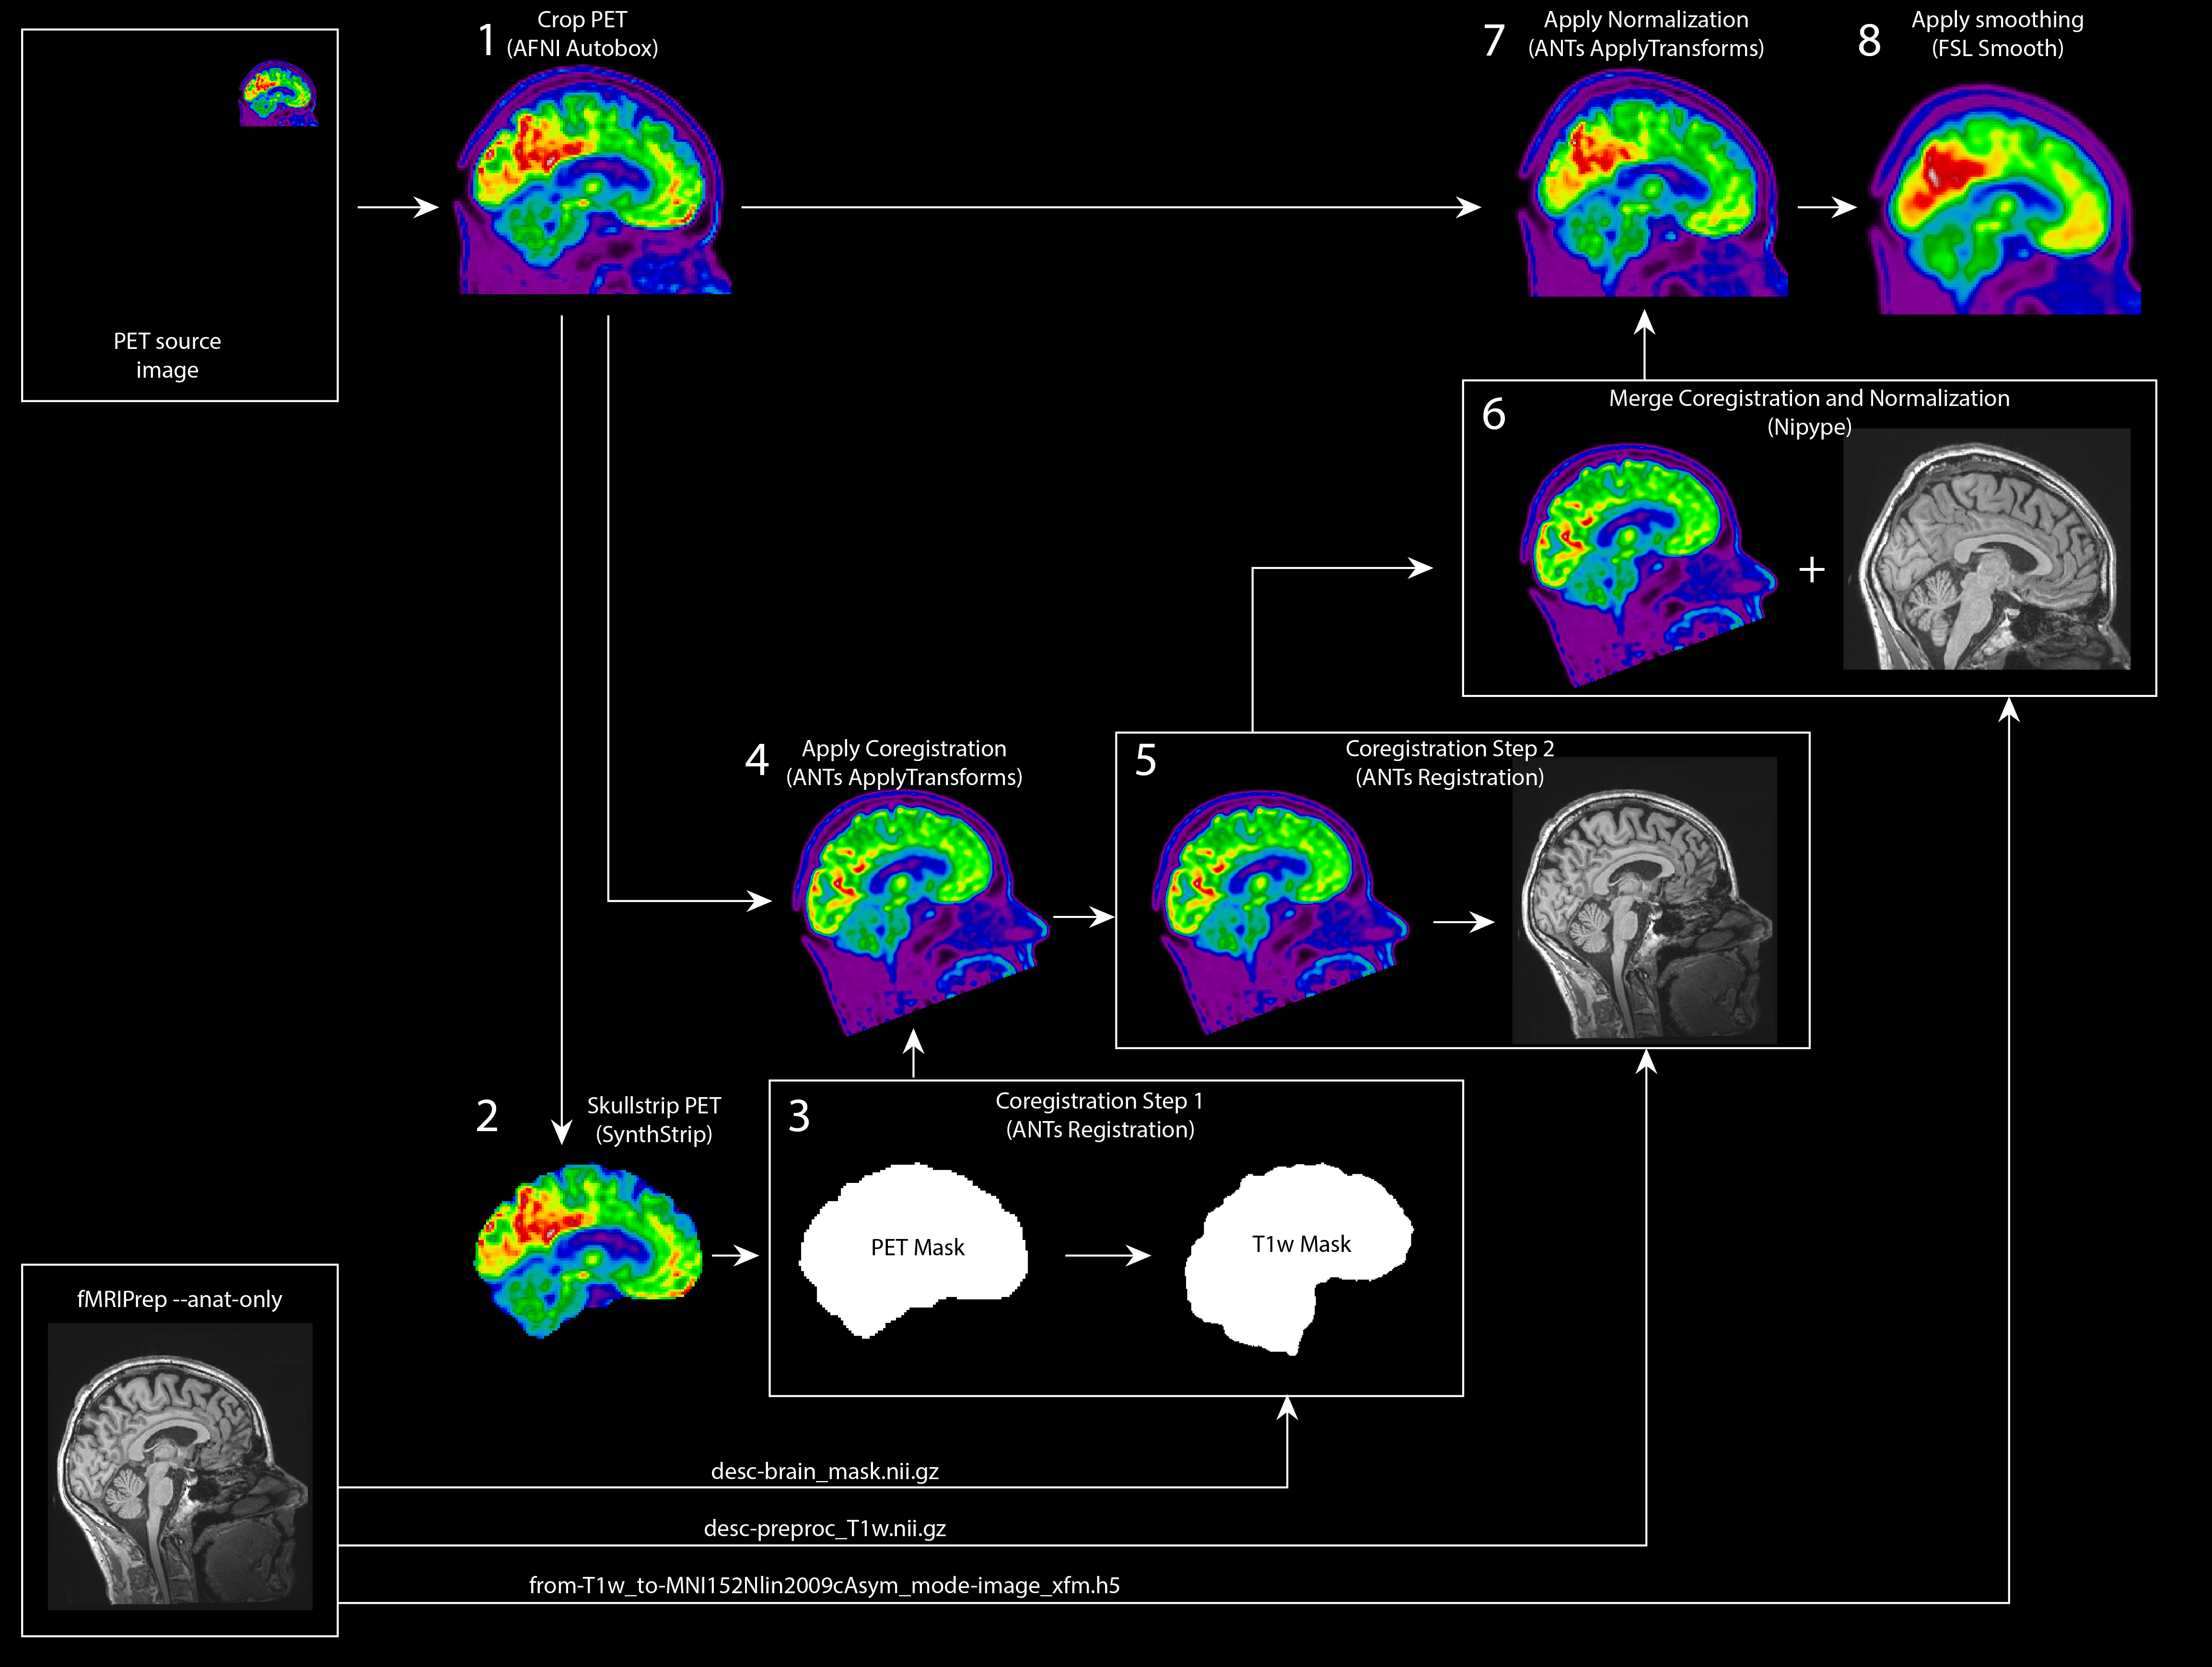 1
Crop PET
(AFNI Autobox)
7
Apply Normalization
(ANTs ApplyTransforms)
8
Apply smoothing
(FSL Smooth)
PET source
image
6
Merge Coregistration and Normalization
(Nipype)
+
4
Apply Coregistration
(ANTs ApplyTransforms)
5
Coregistration Step 2
(ANTs Registration)
2
Skullstrip PET
(SynthStrip)
3
Coregistration Step 1
(ANTs Registration)
PET Mask
T1w Mask
fMRIPrep --anat-only
desc-brain_mask.nii.gz
desc-preproc_T1w.nii.gz
from-T1w_to-MNI152Nlin2009cAsym_mode-image_xfm.h5